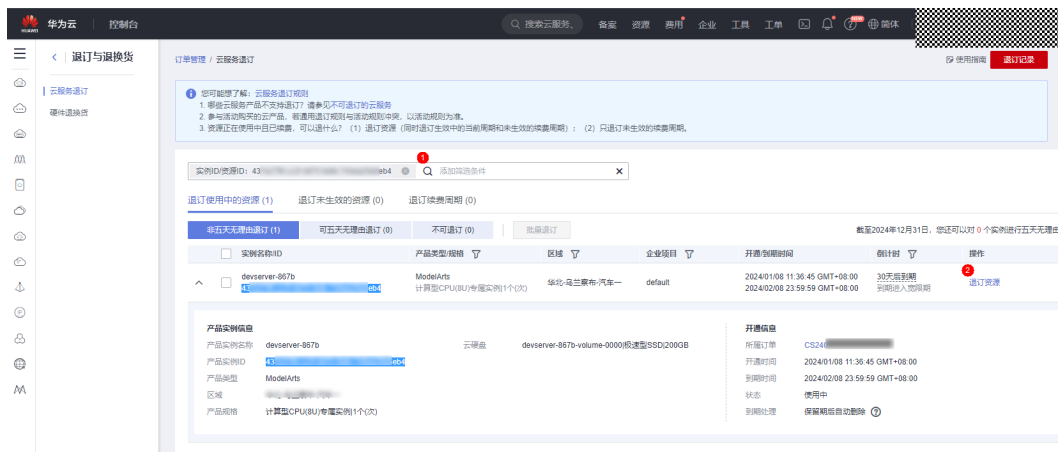 HUAWEI 华为云 控制台 搜索云服务、 备案 资源 费用 企业 工具 工单 NEW 简体
退订与退换货
云服务退订
硬件退换货
订单管理 / 云服务退订 使用指南 退订记录
您可能想了解：云服务退订规则
1. 哪些云服务产品不支持退订？请参见不可退订的云服务
2. 参与活动购买的云产品，若通用退订规则与活动规则冲突，以活动规则为准。
3. 资源正在使用中且已续费，可以退什么？（1）退订资源（同时退订生效中的当前周期和未生效的续费周期）；（2）只退订未生效的续费周期。
1
实例ID/资源ID: 43 eb4 添加筛选条件
退订使用中的资源 (1) 退订未生效的资源 (0) 退订续费周期 (0)
非五天无理由退订 (1) 可五天无理由退订 (0) 不可退订 (0) 批量退订 截至2024年12月31日，您还可以对 0 个实例进行五天无理由
实例名称/ID 产品类型/规格 区域 企业项目 开通/到期时间 倒计时 操作
2
devserver-867b ModelArts 华北-乌兰察布-汽车一 default 2024/01/08 11:36:45 GMT+08:00 30天后到期 退订资源
43 eb4 计算型CPU(8U)专属实例|1个(次) 2024/02/08 23:59:59 GMT+08:00 到期进入宽限期
产品实例信息 开通信息
产品实例名称 devserver-867b 云硬盘 devserver-867b-volume-0000|极速型SSD|200GB 所属订单 CS240
产品实例ID 43 eb4 开通时间 2024/01/08 11:36:45 GMT+08:00
产品类型 ModelArts 到期时间 2024/02/08 23:59:59 GMT+08:00
区域 状态 使用中
产品规格 计算型CPU(8U)专属实例|1个(次) 到期处理 保留期后自动删除